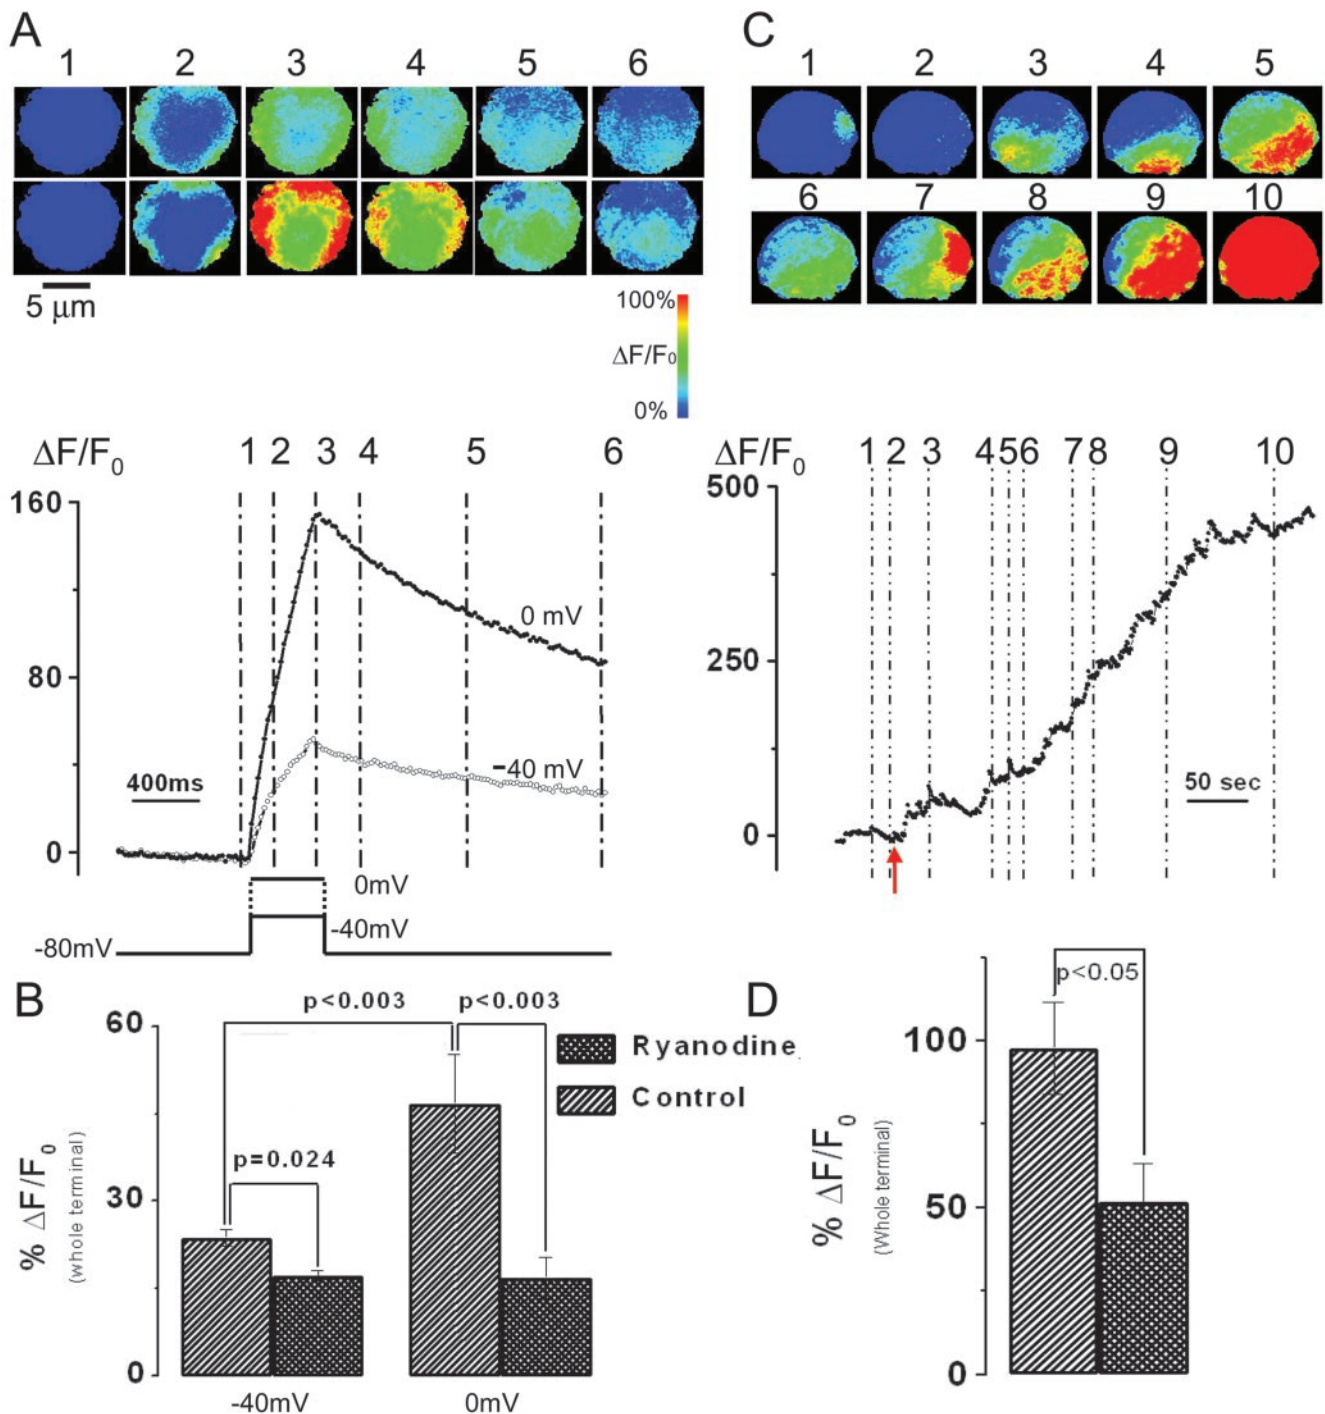 A
1 2 3 4 5 6
5 μm
100%
ΔF/F0
0%
C
1 2 3 4 5
6 7 8 9 10
ΔF/F0
1 2 3 4 5 6
160
80
0
400ms
0 mV
-40 mV
0mV
-40mV
-80mV
ΔF/F0
1 2 3 4 5 6 7 8 9 10
500
250
0
50 sec
B
60
30
0
% ΔF/F0
(whole terminal)
p<0.003
p<0.003
p=0.024
Ryanodine
Control
-40mV
0mV
D
100
50
0
% ΔF/F0
(Whole terminal)
p<0.05